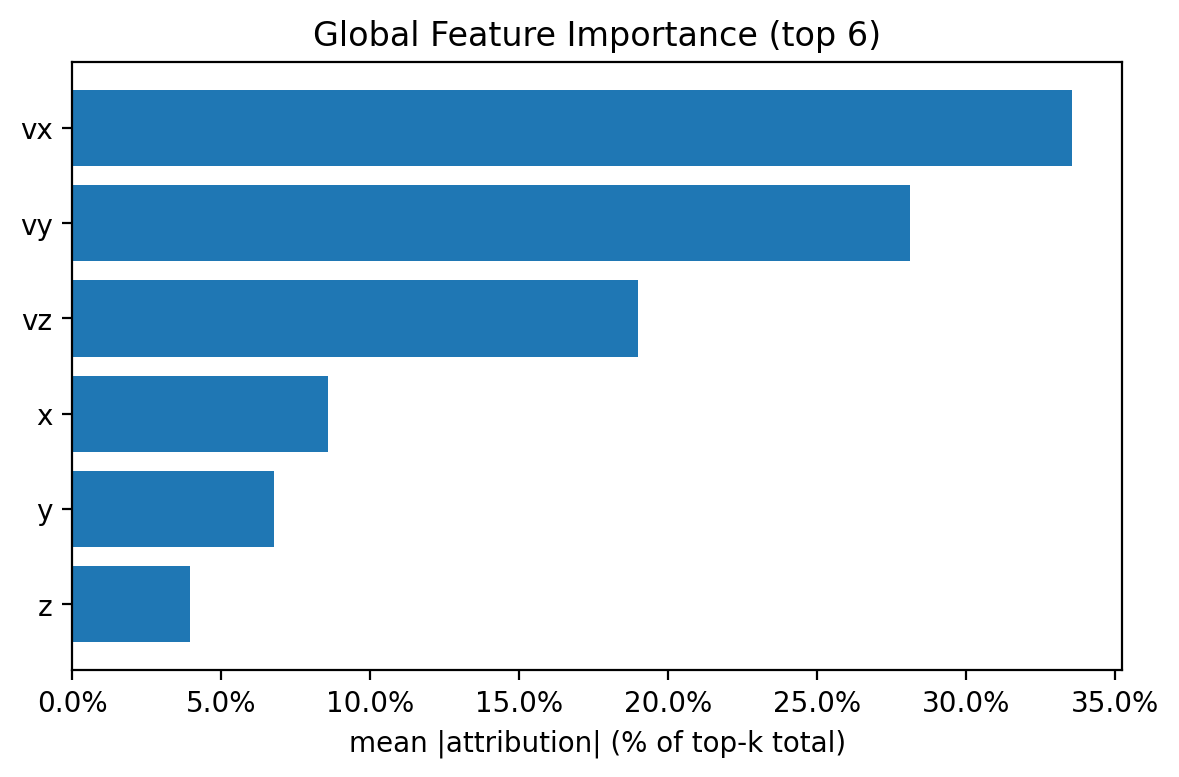 Global Feature Importance (top 6)
vx
vy
vz
x
y
z
0.0% 5.0% 10.0% 15.0% 20.0% 25.0% 30.0% 35.0%
mean |attribution| (% of top-k total)